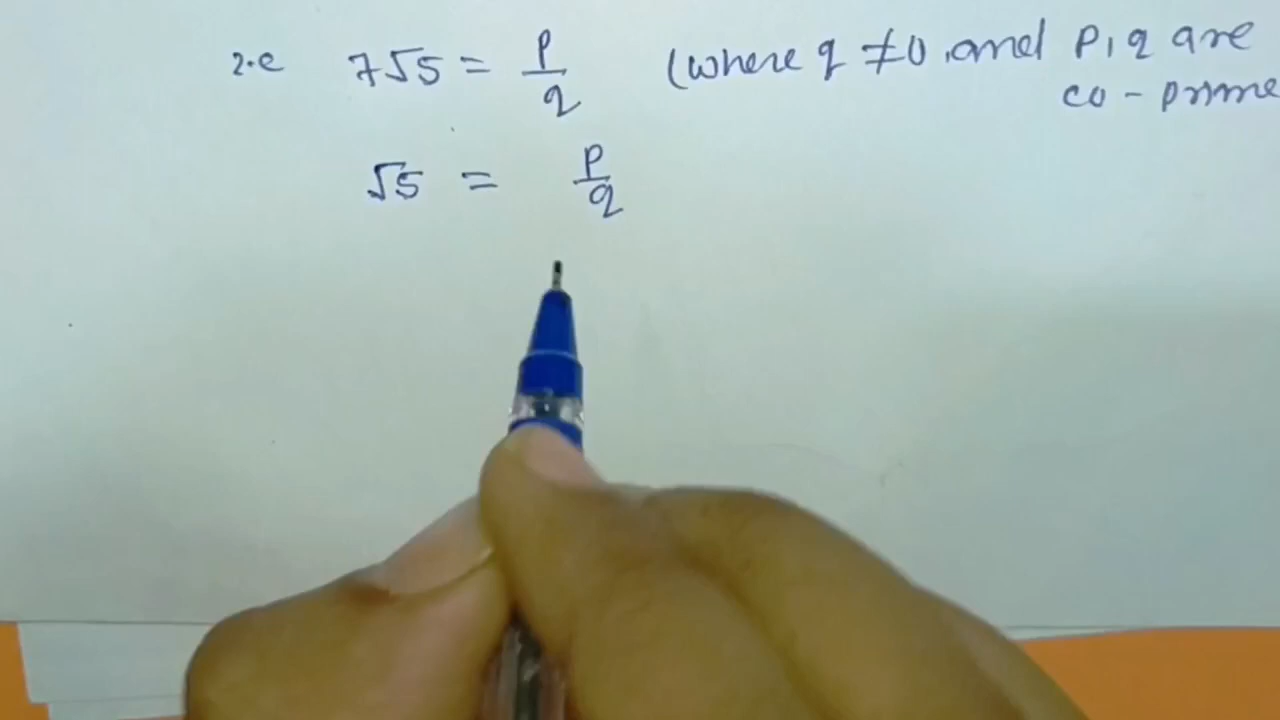 i.e 7√5 = p/q (where q ≠ 0, and p, q are
co-prime
√5 = p/q